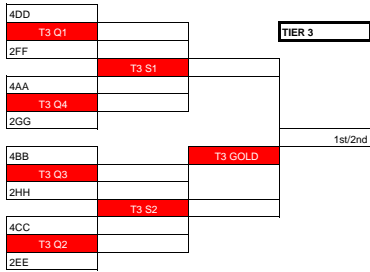 4DD
TIER 3
T3 Q1
2FF
T3 S1
4AA
T3 Q4
2GG
1st/2nd
4BB
T3 GOLD
T3 Q3
2HH
T3 S2
4CC
T3 Q2
2EE